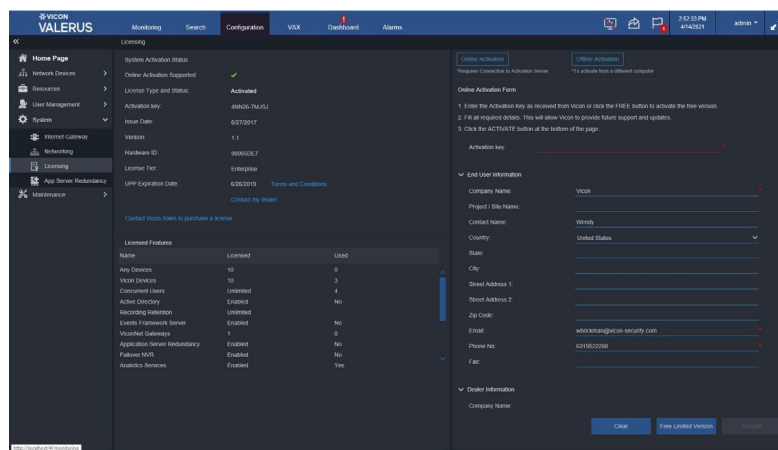 VICON
VALERUS
Monitoring
Search
Configuration
VAX
Dashboard
Alarms
2:52:33 PM
4/14/2021
admin
Licensing
Home Page
Network Devices
Resources
User Management
System
Internet Gateway
Networking
Licensing
App Server Redundancy
Maintenance
System Activation Status
Online Activation Supported:
License Type and Status: Activated
Activation key: 4NN26-7MJSJ
Issue Date: 6/27/2017
Version: 1.1
Hardware ID: 98065DE7
License Tier: Enterprise
UPP Expiration Date: 6/26/2019 Terms and Conditions
Contact my dealer
Contact Vicon Sales to purchase a license
Licensed Features
Name Licensed Used
Any Devices 10 0
Vicon Devices 10 3
Concurrent Users Unlimited 4
Active Directory Enabled No
Recording Retention Unlimited
Events Framework Server Enabled No
ViconNet Gateways 1 0
Application Server Redundancy Enabled No
Failover NVR Enabled No
Analytics Services Enabled Yes
Online Activation
*Requires Connection to Activation Server
Offline Activation
*To activate from a different computer
Online Activation Form
1. Enter the Activation Key as received from Vicon or click the FREE button to activate the free version.
2. Fill all required details. This will allow Vicon to provide future support and updates.
3. Click the ACTIVATE button at the bottom of the page.
Activation key: *
End User Information
Company Name: Vicon *
Project / Site Name:
Contact Name: Wendy
Country: United States
State:
City:
Street Address 1:
Street Address 2:
Zip Code:
Email: wbrickman@vicon-security.com *
Phone No: 6319522288 *
Fax:
Dealer Information
Company Name:
Clear
Free Limited Version
Activate
http://localhost/#/monitoring